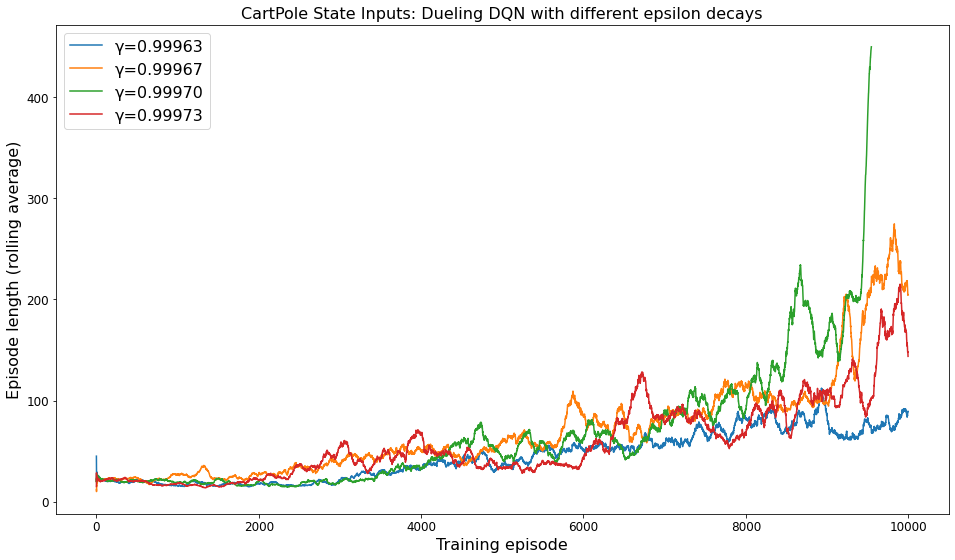 CartPole State Inputs: Dueling DQN with different epsilon decays
γ=0.99963
γ=0.99967
γ=0.99970
γ=0.99973
Episode length (rolling average)
400
300
200
100
0
0 2000 4000 6000 8000 10000
Training episode